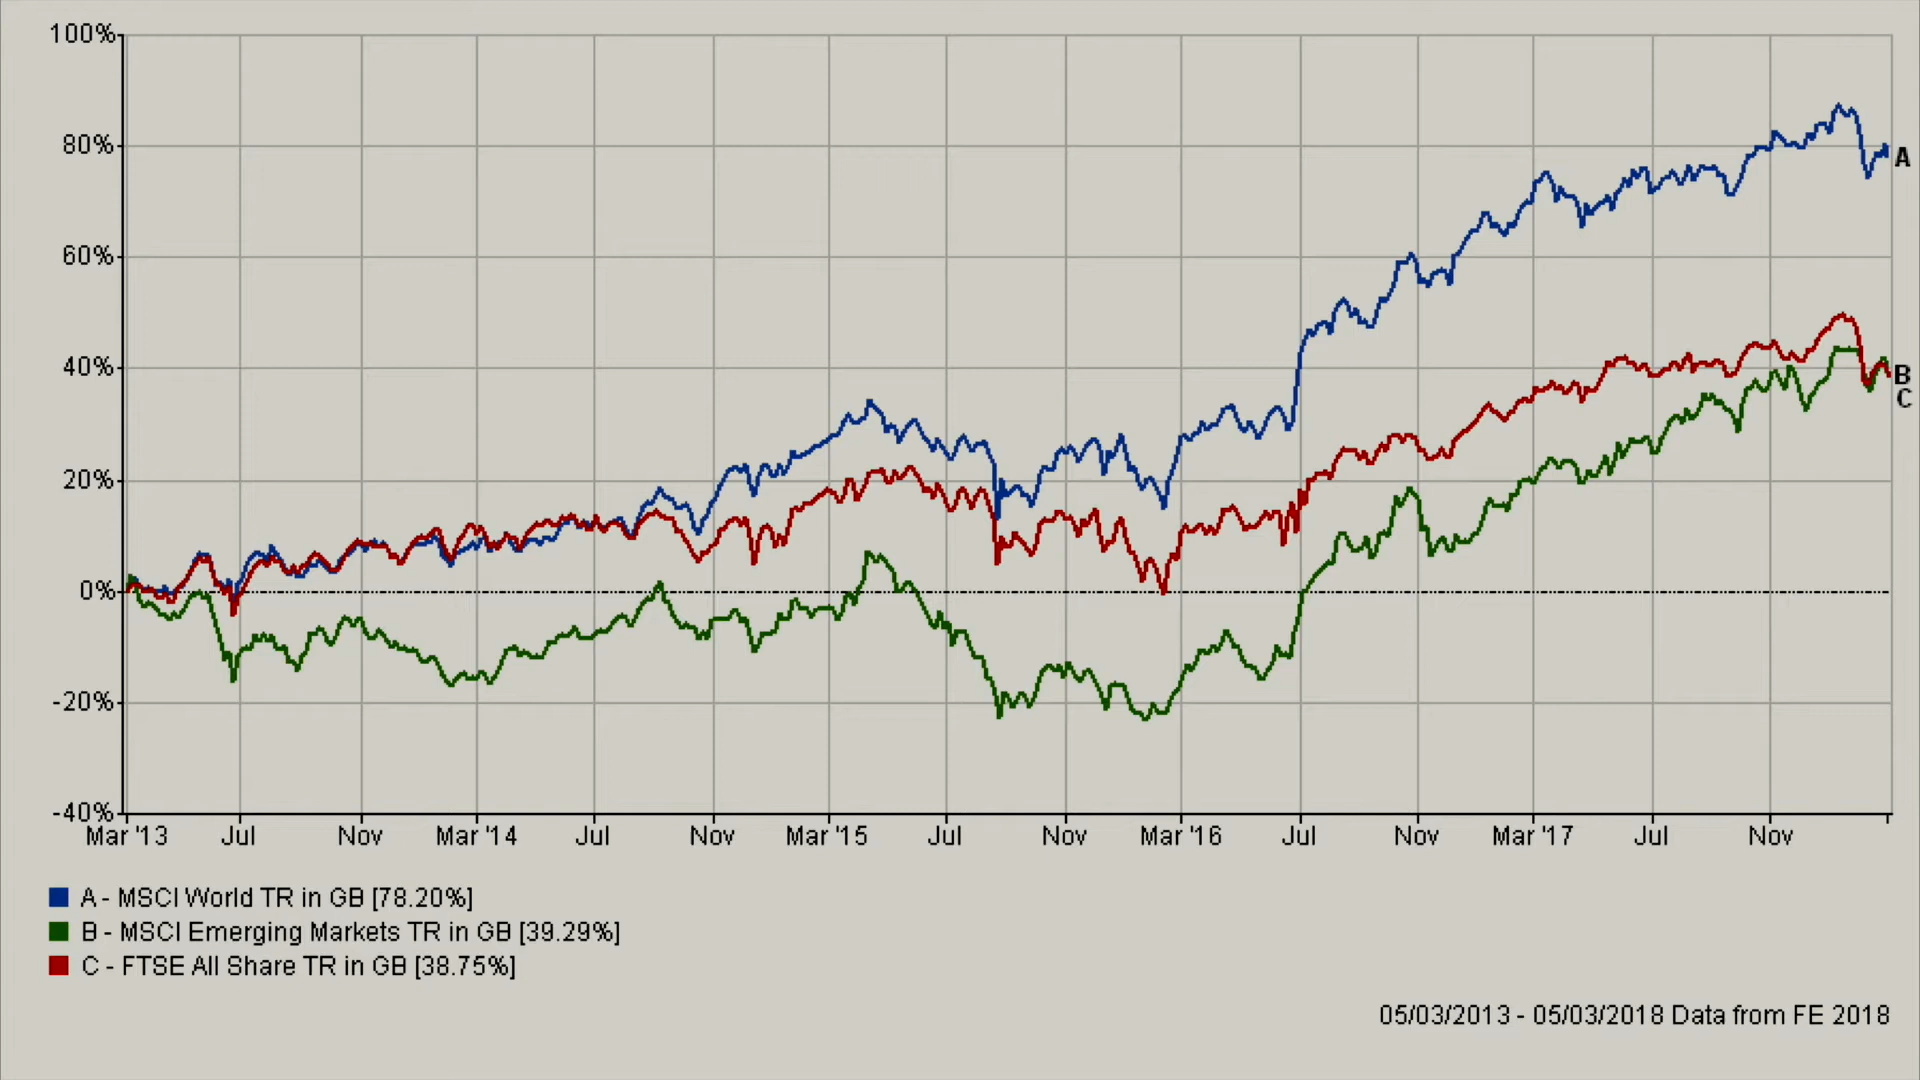 100%
80%
A
60%
40%
B
C
20%
0%
-20%
-40%
Mar '13 Jul Nov Mar '14 Jul Nov Mar '15 Jul Nov Mar '16 Jul Nov Mar '17 Jul Nov
A - MSCI World TR in GB [78.20%]
B - MSCI Emerging Markets TR in GB [39.29%]
C - FTSE All Share TR in GB [38.75%]
05/03/2013 - 05/03/2018 Data from FE 2018